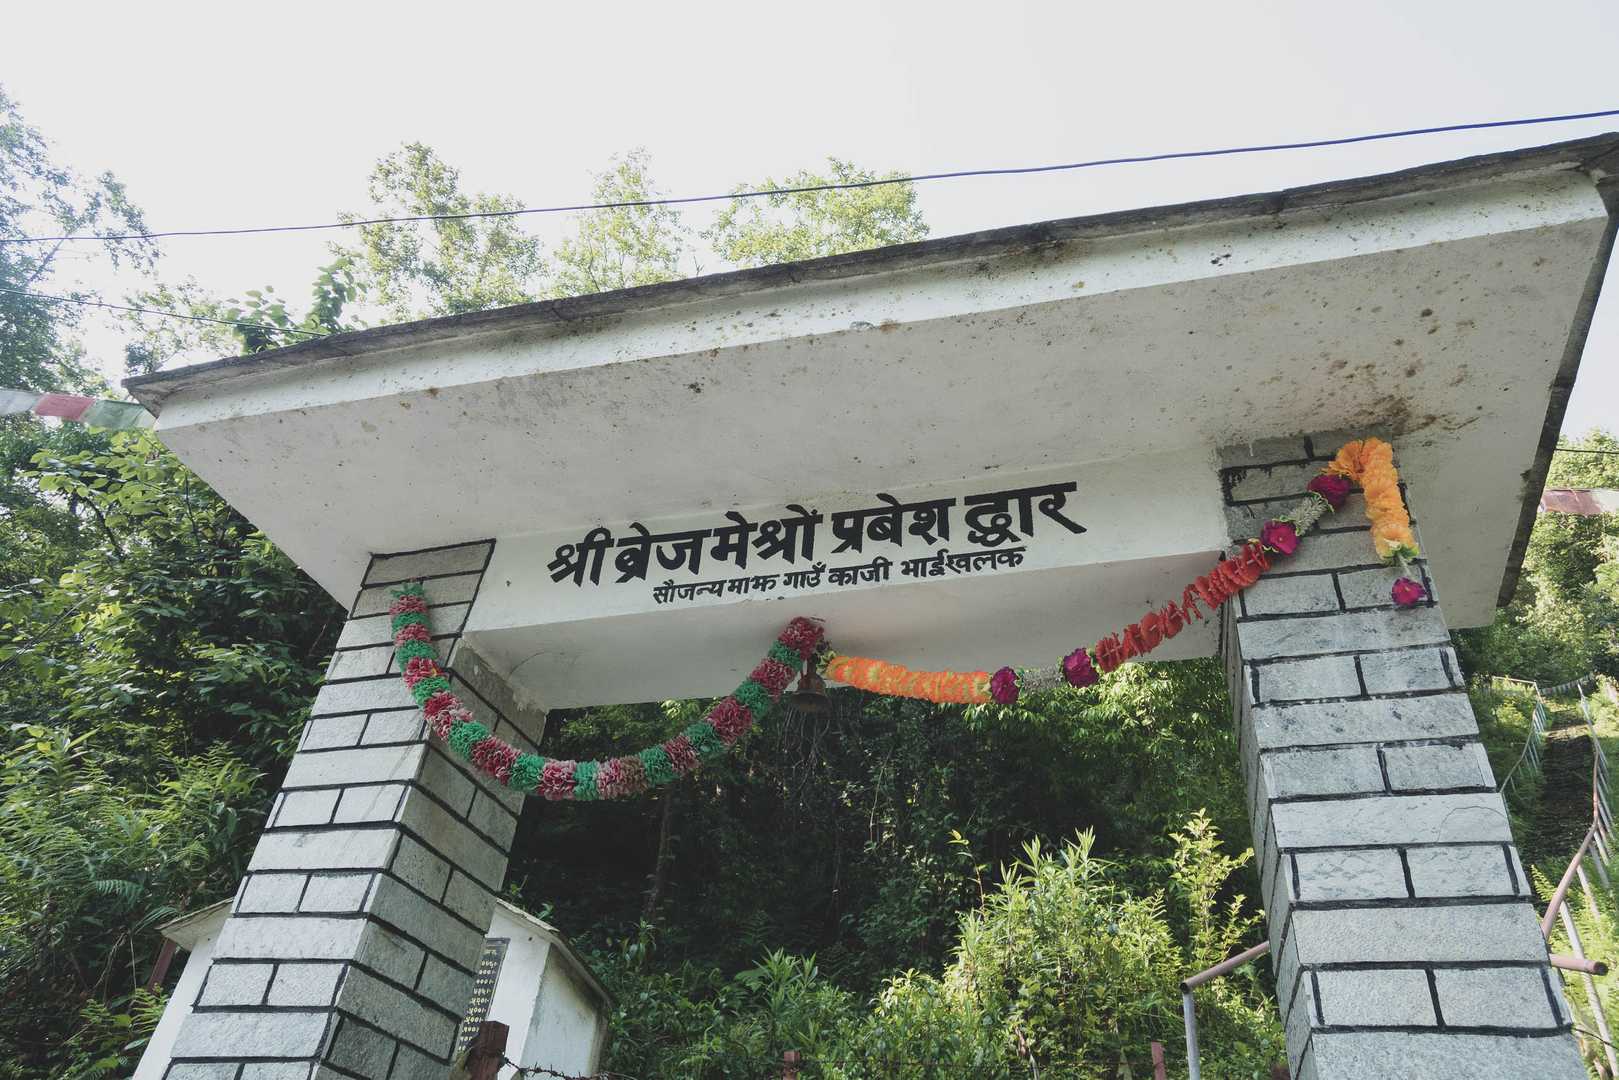 श्री व्रेजमेश्रों प्रबेश द्धार
सौजन्य माझ गाउँ काजी भाईखलक